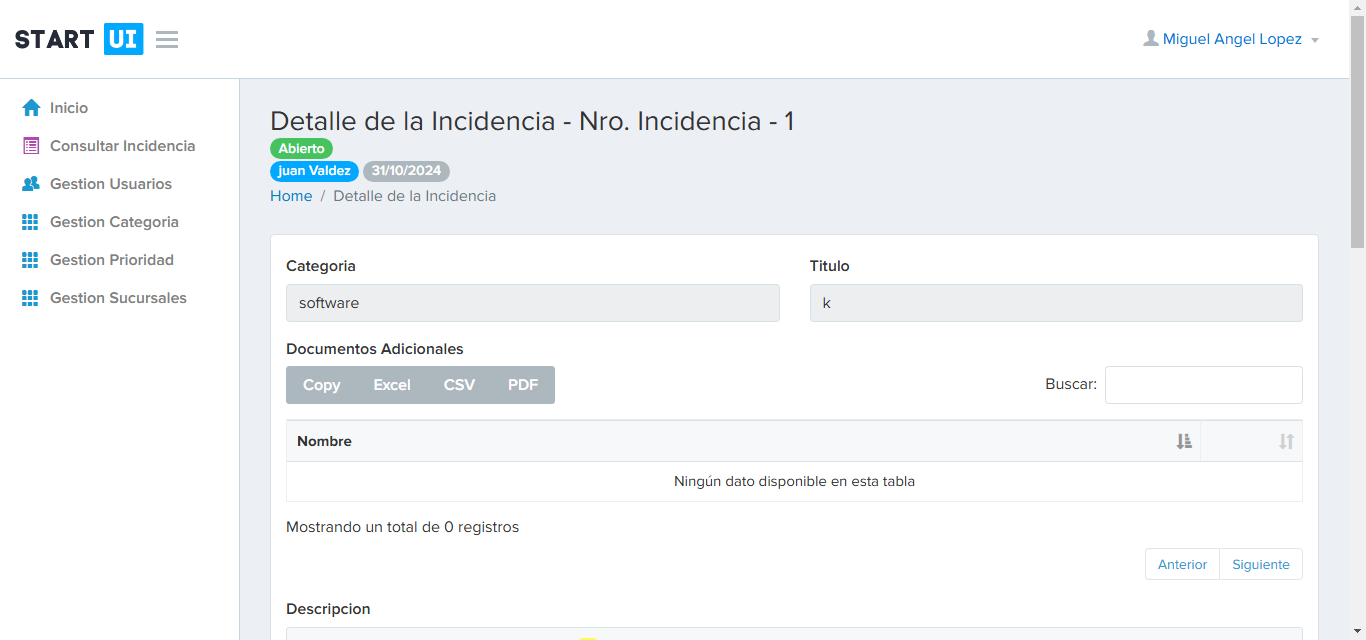 START UI
Miguel Angel Lopez
Inicio
Consultar Incidencia
Gestion Usuarios
Gestion Categoria
Gestion Prioridad
Gestion Sucursales
Detalle de la Incidencia - Nro. Incidencia - 1
Abierto
juan Valdez 31/10/2024
Home / Detalle de la Incidencia
Categoria Titulo
software k
Documentos Adicionales
Copy Excel CSV PDF Buscar:
Nombre
Ningún dato disponible en esta tabla
Mostrando un total de 0 registros
Anterior Siguiente
Descripcion